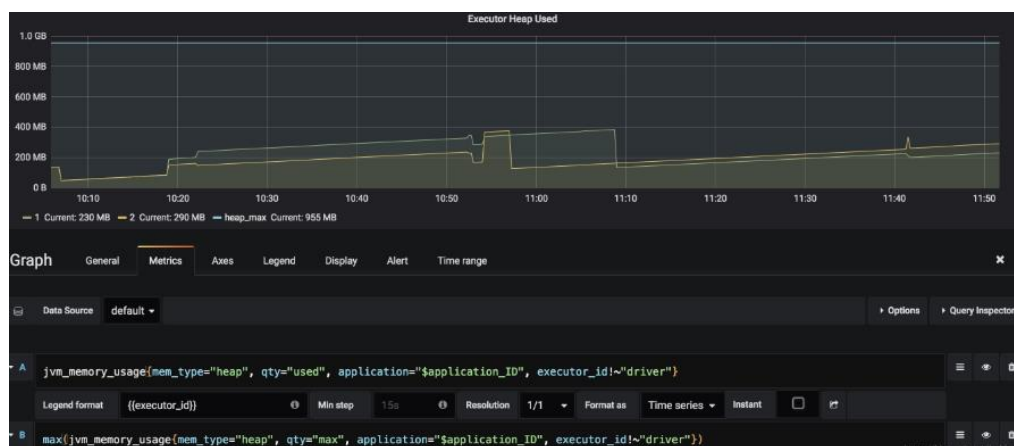 Executor Heap Used
1.0 GB
800 MB
600 MB
400 MB
200 MB
0 B
10:10 10:20 10:30 10:40 10:50 11:00 11:10 11:20 11:30 11:40 11:50
1 Current: 230 MB 2 Current: 290 MB heap_max Current: 955 MB
Graph General Metrics Axes Legend Display Alert Time range ×
Data Source default Options Query Inspector
A jvm_memory_usage{mem_type="heap", qty="used", application="$application_ID", executor_id!~"driver"}
Legend format {{executor_id}} Min step 15s Resolution 1/1 Format as Time series Instant
B max(jvm_memory_usage{mem_type="heap", qty="max", application="$application_ID", executor_id!~"driver"})